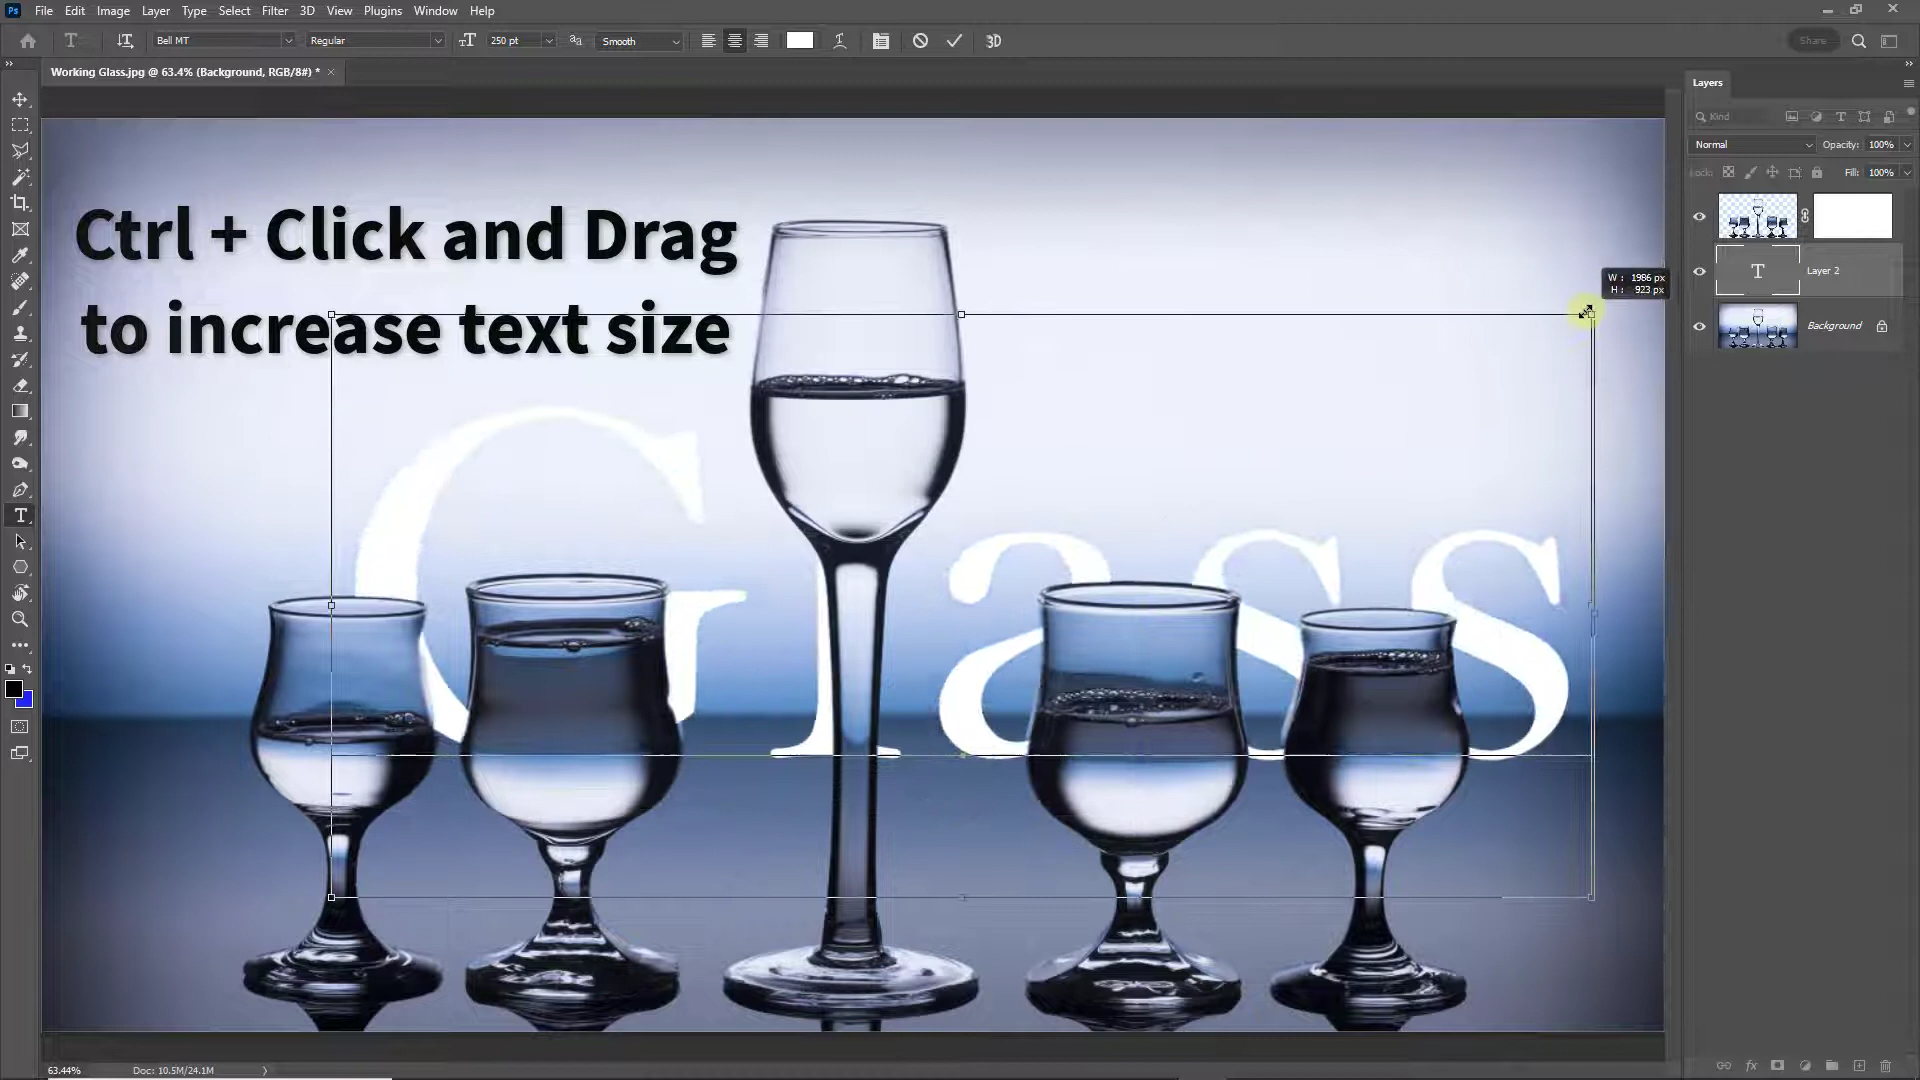 Ps File Edit Image Layer Type Select Filter 3D View Plugins Window Help
Bell MT Regular 250 pt Smooth 3D Share
Working Glass.jpg @ 63.4% (Background, RGB/8#) * ×
Layers
Kind
Normal Opacity: 100%
Lock: Fill: 100%
Ctrl + Click and Drag
to increase text size
W : 1986 px
H : 923 px
T Layer 2
Background
Glass
63.44% Doc: 10.5M/24.1M